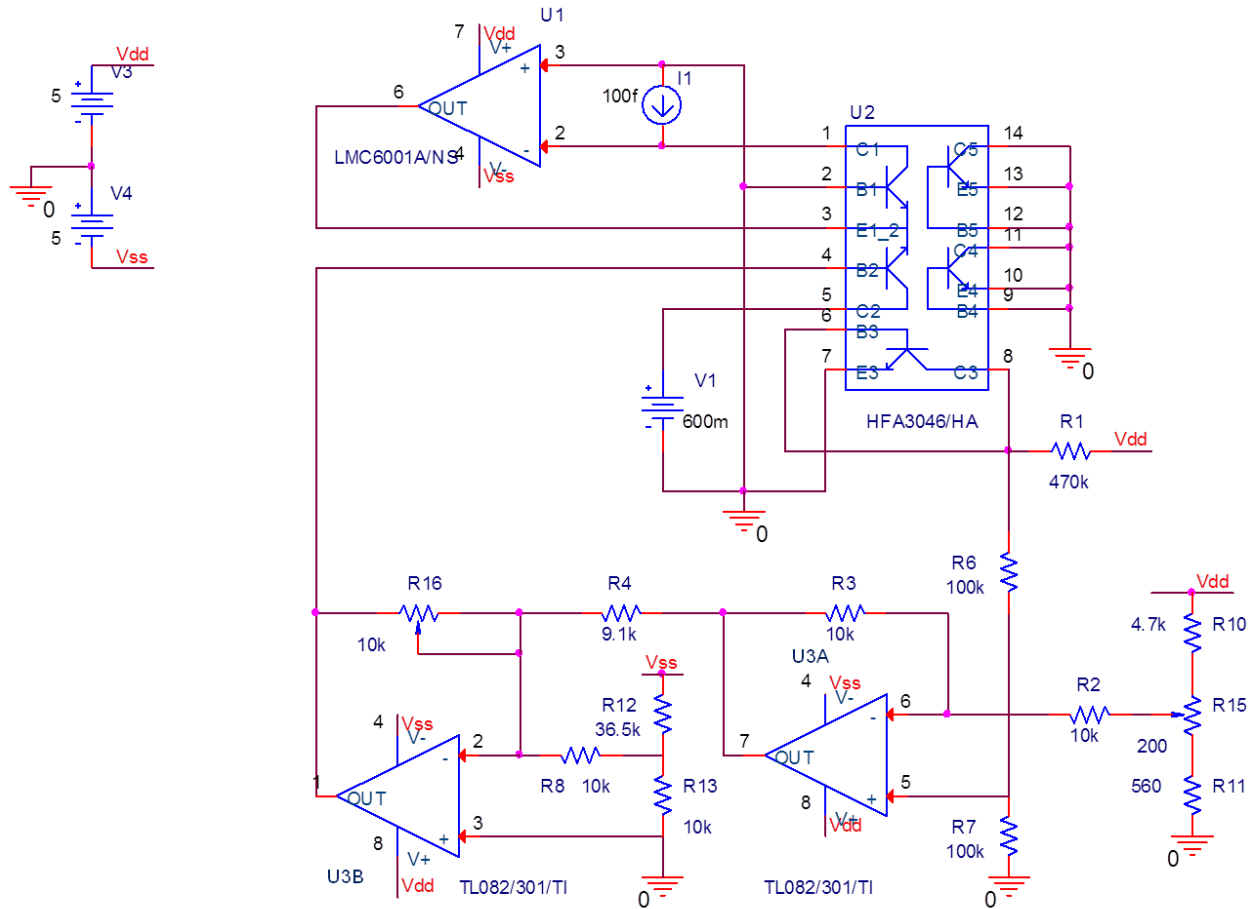 U1
Vdd
V3
5
7
Vdd
V+
3
+
I1
100f
6
OUT
2
-
LMC6001A/NS
4
V-
Vss
0
V4
5
Vss
U2
1
C1
C5
14
2
B1
E5
13
3
E1_2
B5
12
C4
11
4
B2
E4
10
5
C2
B4
9
6
B3
7
E3
C3
8
0
V1
600m
HFA3046/HA
R1
Vdd
470k
0
R16
10k
R4
9.1k
R3
10k
R6
100k
Vdd
4.7k
R10
U3A
4
Vss
V-
6
-
R2
10k
R15
200
Vss
R12
36.5k
4
Vss
V-
2
-
R8
10k
7
OUT
560
R11
1
OUT
R13
10k
5
+
8
V+
Vdd
R7
100k
0
3
+
8
V+
U3B
Vdd
TL082/301/TI
0
TL082/301/TI
0